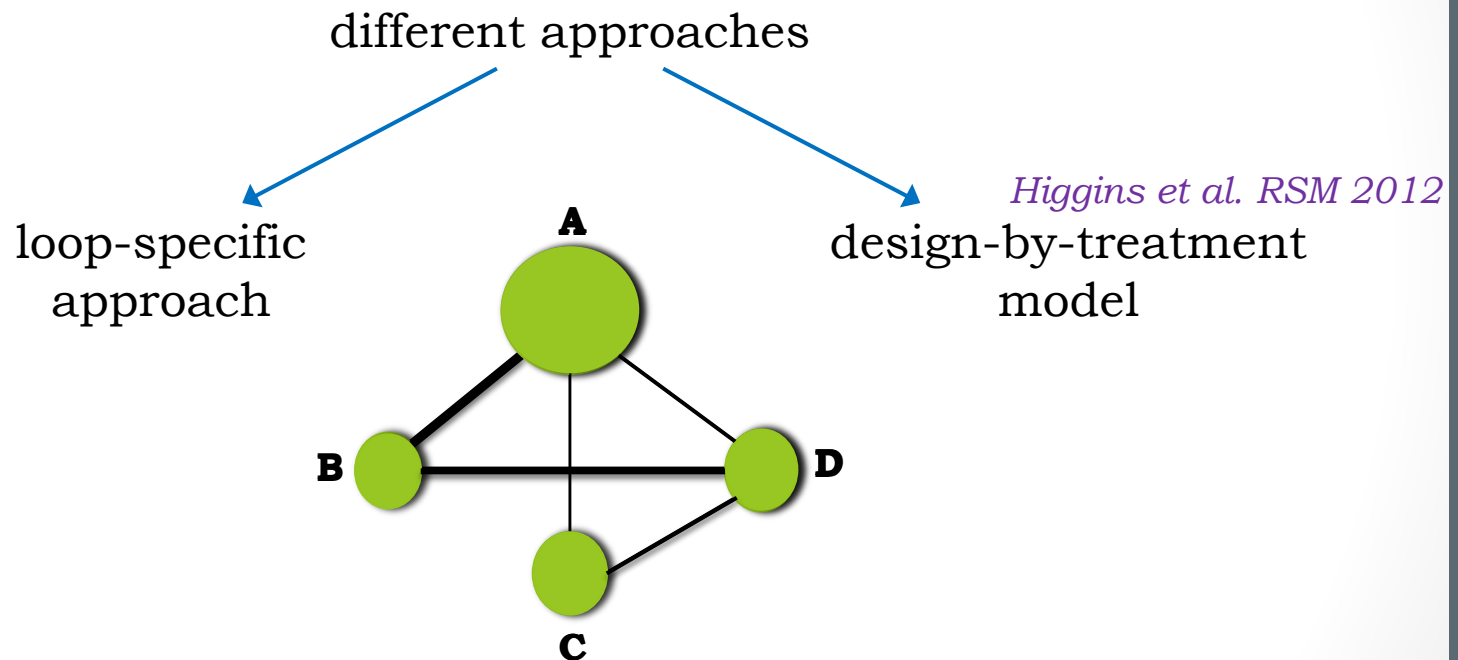 different approaches
Higgins et al. RSM 2012
loop-specific
approach
design-by-treatment
model
A
B
D
C